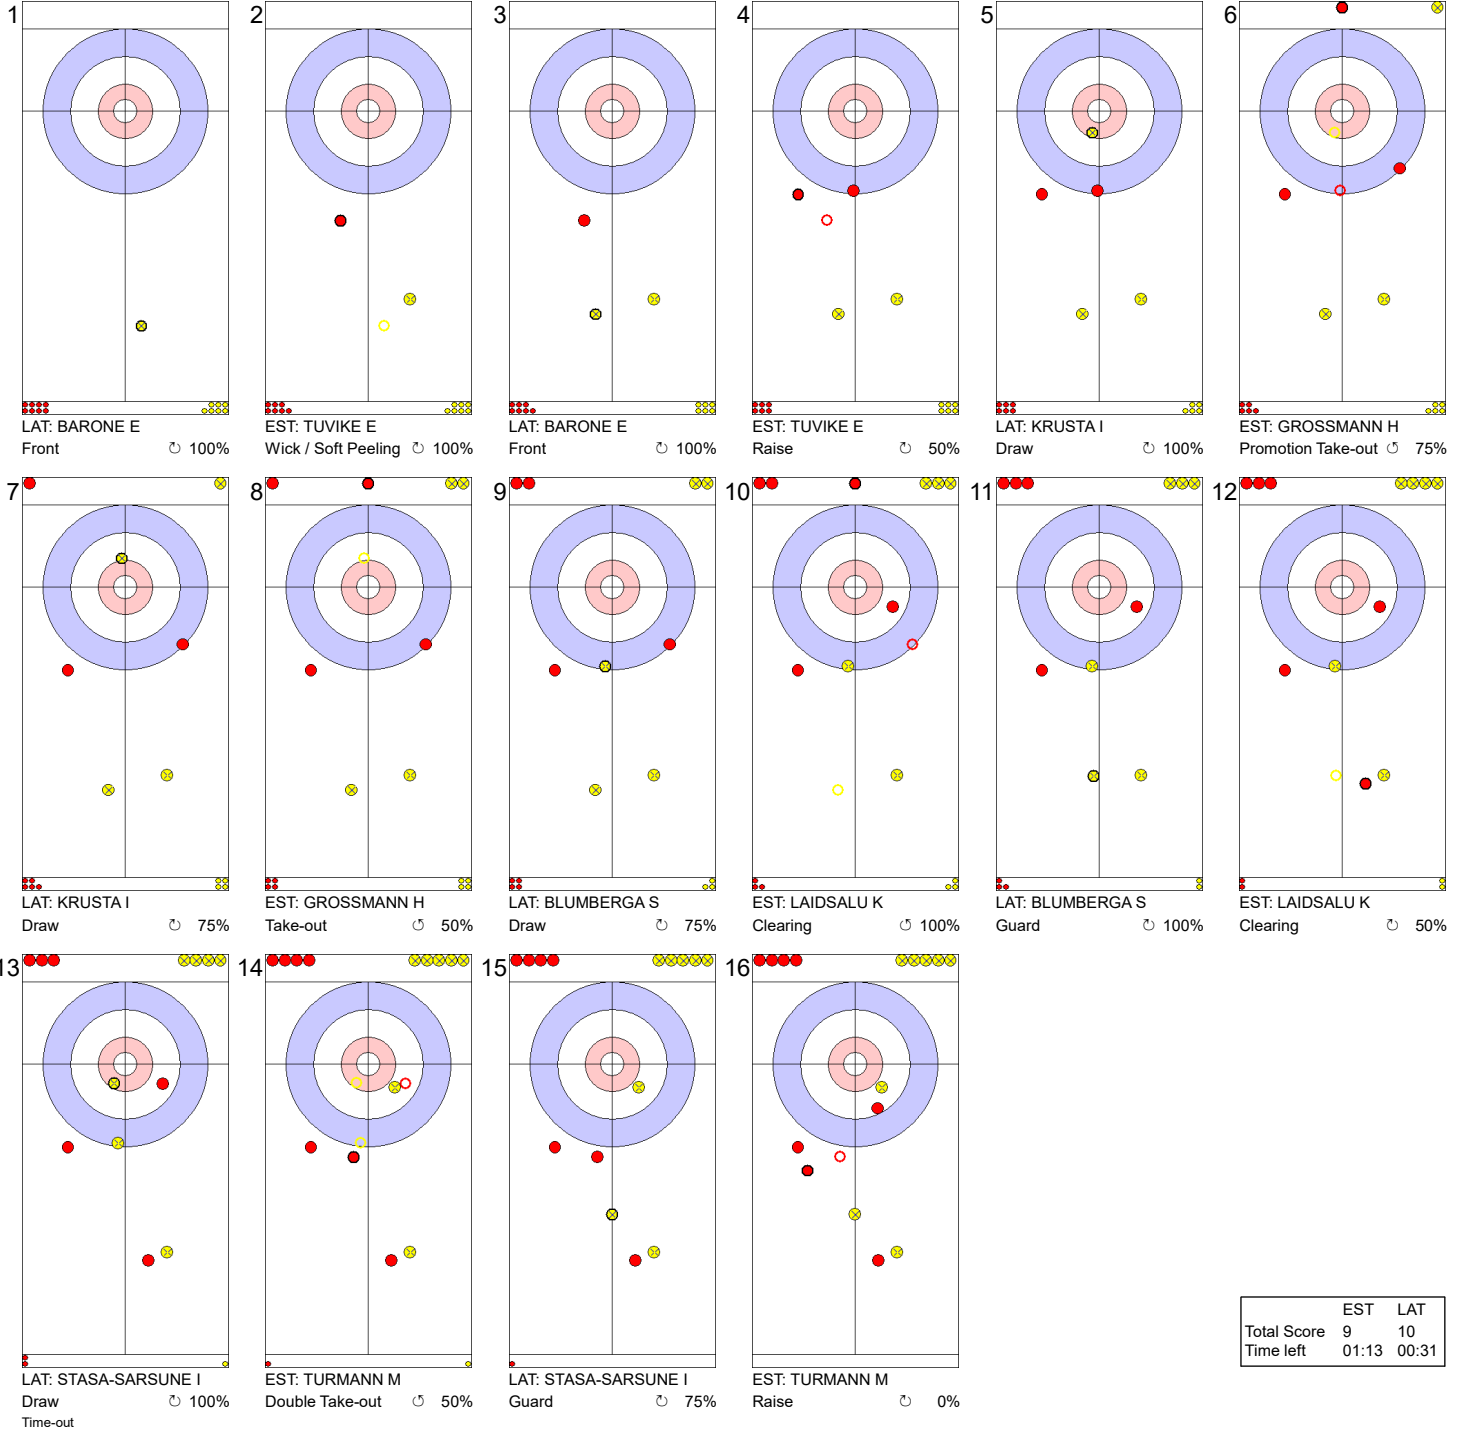 1
2
3
4
5
6
LAT: BARONE E
Front ↻ 100%
EST: TUVIKE E
Wick / Soft Peeling ↻ 100%
LAT: BARONE E
Front ↻ 100%
EST: TUVIKE E
Raise ↻ 50%
LAT: KRUSTA I
Draw ↻ 100%
EST: GROSSMANN H
Promotion Take-out ↺ 75%
7
8
9
10
11
12
LAT: KRUSTA I
Draw ↻ 75%
EST: GROSSMANN H
Take-out ↺ 50%
LAT: BLUMBERGA S
Draw ↻ 75%
EST: LAIDSALU K
Clearing ↺ 100%
LAT: BLUMBERGA S
Guard ↻ 100%
EST: LAIDSALU K
Clearing ↻ 50%
13
14
15
16
LAT: STASA-SARSUNE I
Draw ↻ 100%
Time-out
EST: TURMANN M
Double Take-out ↺ 50%
LAT: STASA-SARSUNE I
Guard ↻ 75%
EST: TURMANN M
Raise ↻ 0%
EST LAT
Total Score 9 10
Time left 01:13 00:31